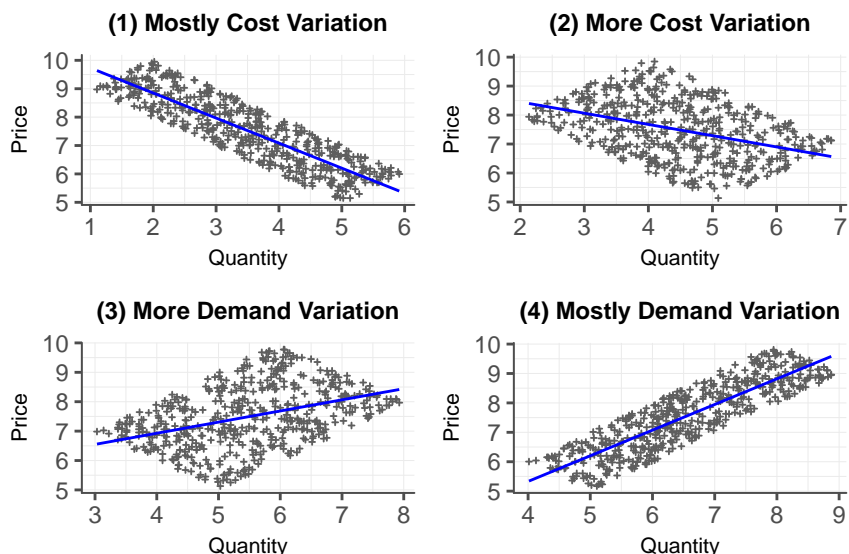 (1) Mostly Cost Variation
(2) More Cost Variation
10
9
8
7
6
5
Price
1 2 3 4 5 6
Quantity
10
9
8
7
6
5
Price
2 3 4 5 6 7
Quantity
(3) More Demand Variation
(4) Mostly Demand Variation
10
9
8
7
6
5
Price
3 4 5 6 7 8
Quantity
10
9
8
7
6
5
Price
4 5 6 7 8 9
Quantity